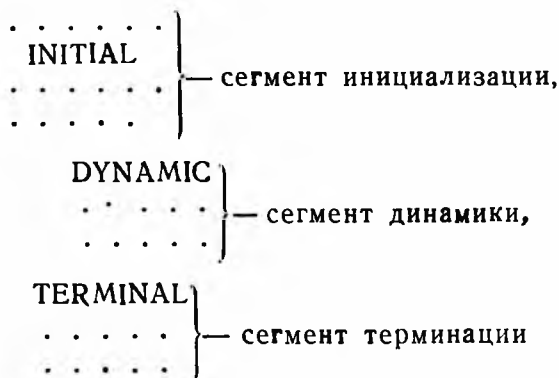 . . . . . .
INITIAL
. . . . . .
. . . . .
— сегмент инициализации,
DYNAMIC
. . . . .
. . . . .
— сегмент динамики,
TERMINAL
. . . . .
. . . . .
— сегмент терминации